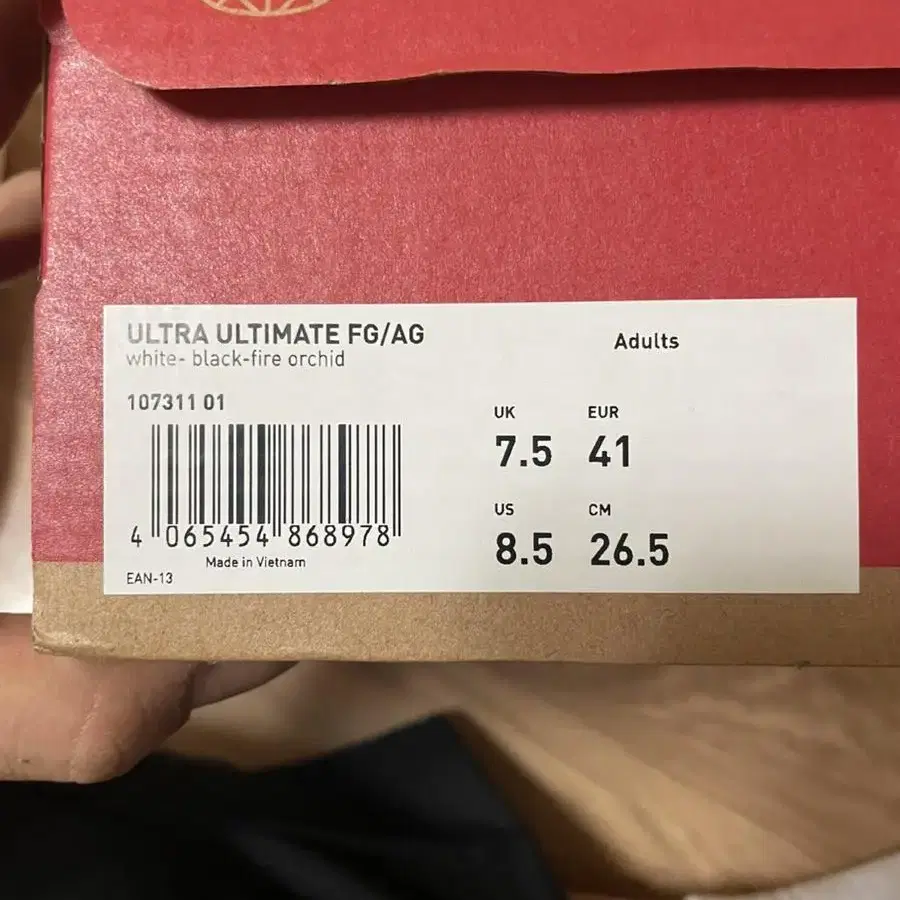 ULTRA ULTIMATE FG/AG
white- black-fire orchid
Adults
107311 01
UK EUR
7.5 41
US CM
8.5 26.5
4 065454 868978
Made in Vietnam
EAN-13